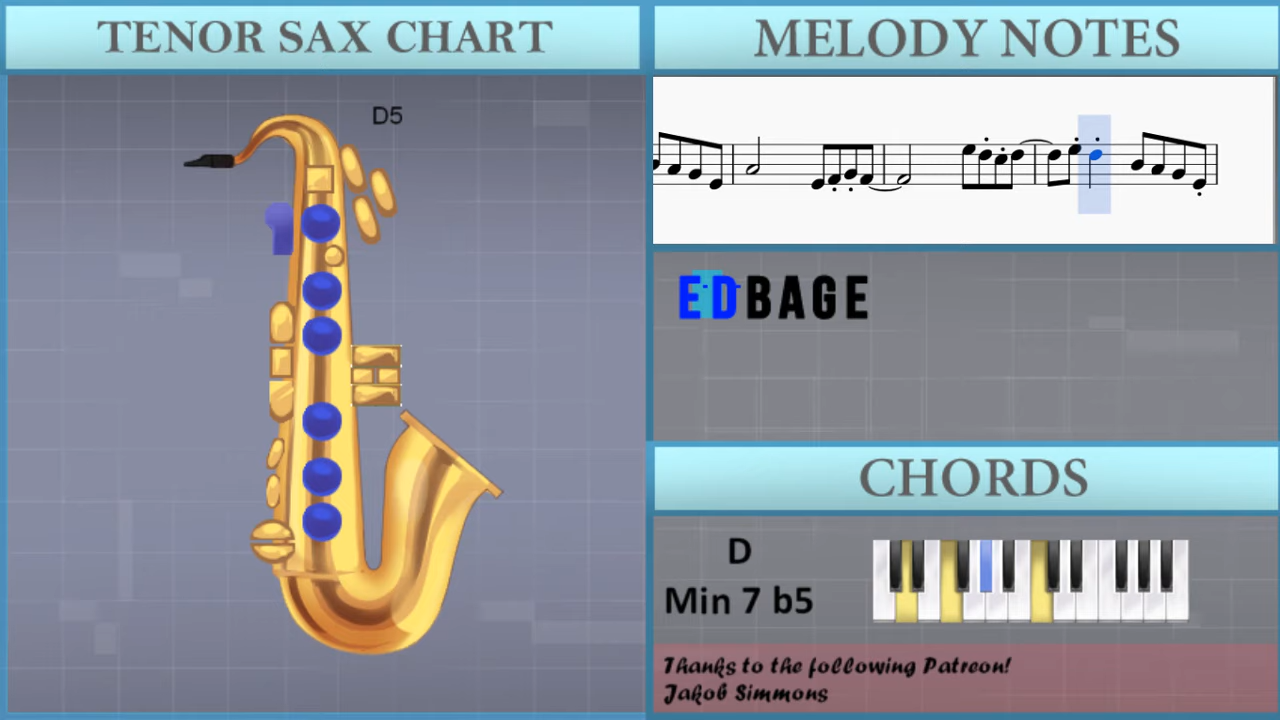 TENOR SAX CHART
D5
MELODY NOTES
EDBAGE
CHORDS
D
Min 7 b5
Thanks to the following Patreon!
Jakob Simmons